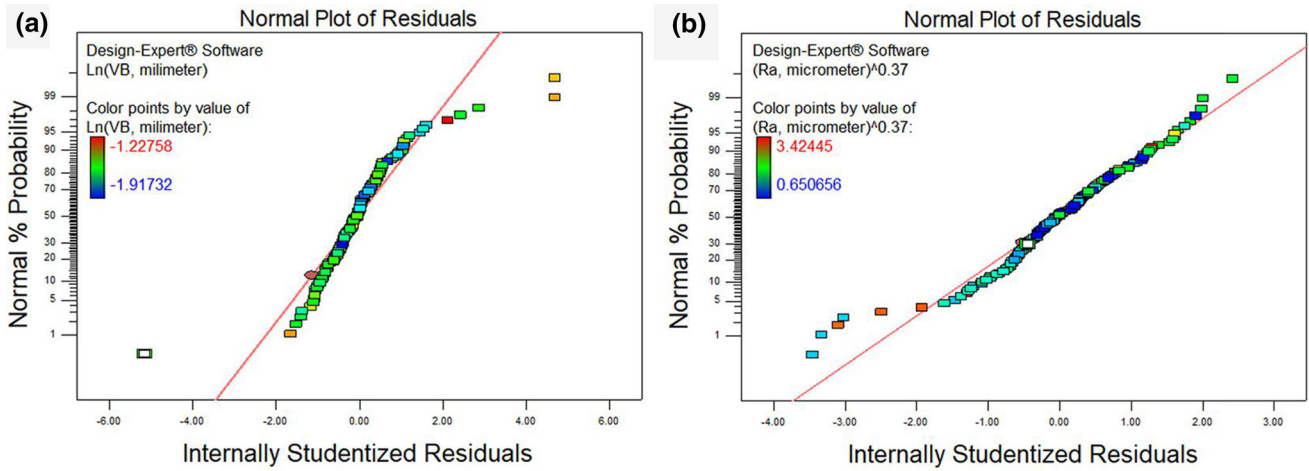 (a)
Normal Plot of Residuals
Design-Expert® Software
Ln(VB, milimeter)
Color points by value of
Ln(VB, milimeter):
-1.22758
-1.91732
Normal % Probability
99
95
90
80
70
50
30
20
10
5
1
-6.00
-4.00
-2.00
0.00
2.00
4.00
6.00
Internally Studentized Residuals
(b)
Normal Plot of Residuals
Design-Expert® Software
(Ra, micrometer)^0.37
Color points by value of
(Ra, micrometer)^0.37:
3.42445
0.650656
Normal % Probability
99
95
90
80
70
50
30
20
10
5
1
-4.00
-3.00
-2.00
-1.00
0.00
1.00
2.00
3.00
Internally Studentized Residuals